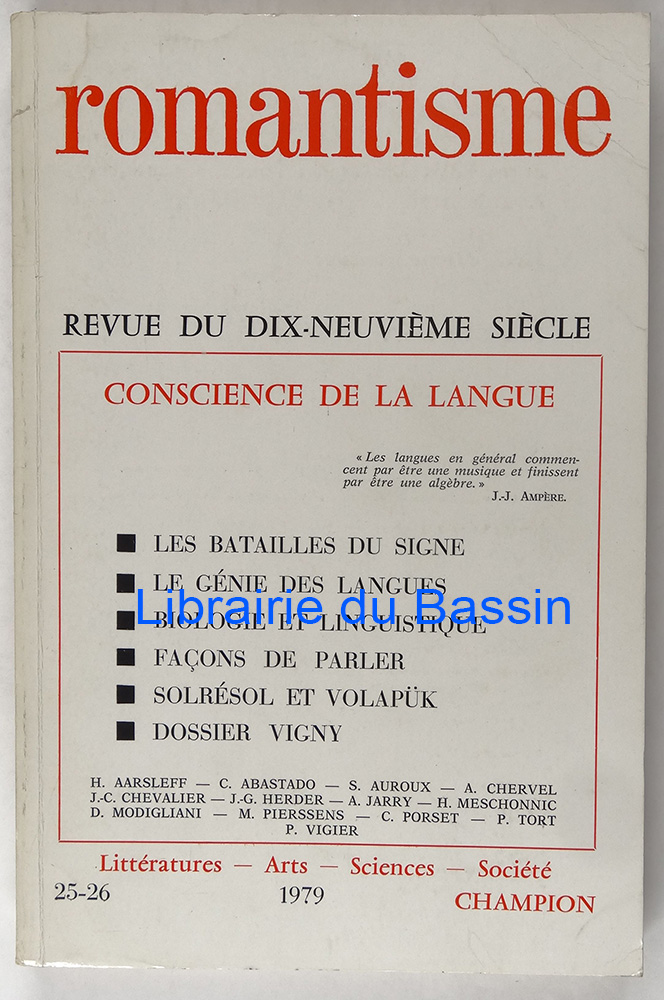 romantisme
REVUE DU DIX-NEUVIÈME SIÈCLE
CONSCIENCE DE LA LANGUE
« Les langues en général commen-
cent par être une musique et finissent
par être une algèbre. »
J.-J. AMPÈRE.
■ LES BATAILLES DU SIGNE
■ LE GÉNIE DES LANGUES
Librairie du Bassin
■ BIOLOGIE ET LINGUISTIQUE
■ FAÇONS DE PARLER
■ SOLRÉSOL ET VOLAPÜK
■ DOSSIER VIGNY
H. AARSLEFF — C. ABASTADO — S. AUROUX — A. CHERVEL
J.-C. CHEVALIER — J.-G. HERDER — A. JARRY — H. MESCHONNIC
D. MODIGLIANI — M. PIERSSENS — C. PORSET — P. TORT
P. VIGIER
Littératures — Arts — Sciences — Société
25-26 1979 CHAMPION